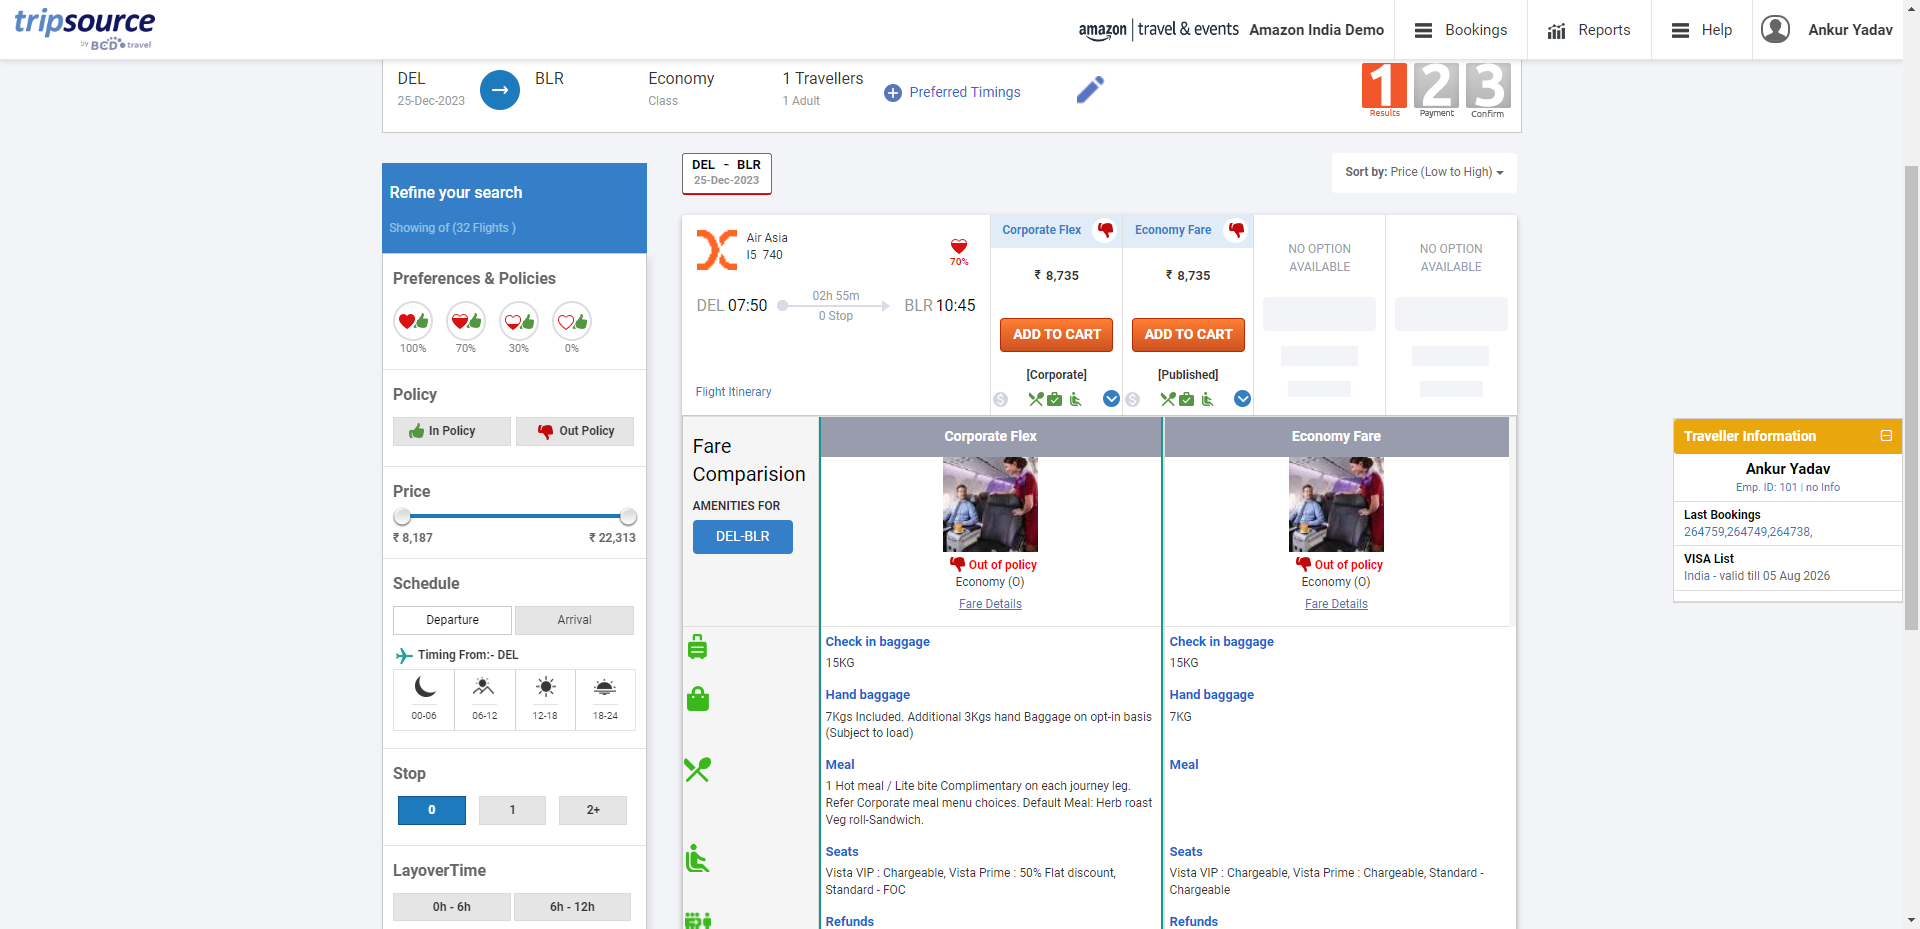 tripsource
by BCD travel
amazon | travel & events Amazon India Demo
Bookings
Reports
Help
Ankur Yadav
DEL
25-Dec-2023
BLR
Economy
Class
1 Travellers
1 Adult
Preferred Timings
1 2 3
Results Payment Confirm
Refine your search
Showing of (32 Flights )
DEL - BLR
25-Dec-2023
Sort by: Price (Low to High)
Preferences & Policies
100% 70% 30% 0%
Policy
In Policy Out Policy
Price
₹ 8,187 ₹ 22,313
Schedule
Departure Arrival
Timing From:- DEL
00-06 06-12 12-18 18-24
Stop
0 1 2+
LayoverTime
0h - 6h 6h - 12h
Air Asia
I5 740
70%
DEL 07:50
02h 55m
0 Stop
BLR 10:45
Flight Itinerary
Corporate Flex
₹ 8,735
ADD TO CART
[Corporate]
Economy Fare
₹ 8,735
ADD TO CART
[Published]
NO OPTION
AVAILABLE
NO OPTION
AVAILABLE
Fare
Comparision
AMENITIES FOR
DEL-BLR
Corporate Flex
Out of policy
Economy (O)
Fare Details
Check in baggage
15KG
Hand baggage
7Kgs Included. Additional 3Kgs hand Baggage on opt-in basis
(Subject to load)
Meal
1 Hot meal / Lite bite Complimentary on each journey leg.
Refer Corporate meal menu choices. Default Meal: Herb roast
Veg roll-Sandwich.
Seats
Vista VIP : Chargeable, Vista Prime : 50% Flat discount,
Standard - FOC
Refunds
Economy Fare
Out of policy
Economy (O)
Fare Details
Check in baggage
15KG
Hand baggage
7KG
Meal
Seats
Vista VIP : Chargeable, Vista Prime : Chargeable, Standard -
Chargeable
Refunds
Traveller Information
Ankur Yadav
Emp. ID: 101 | no Info
Last Bookings
264759,264749,264738,
VISA List
India - valid till 05 Aug 2026